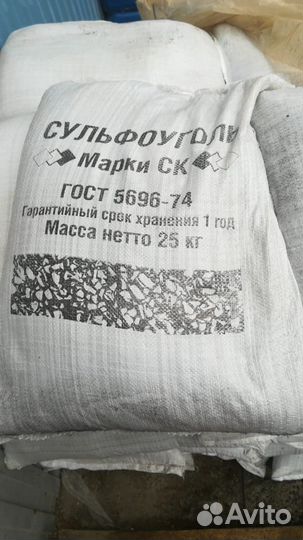 СУЛЬФОУГОЛЬ
Марки СК
ГОСТ 5696-74
Гарантийный срок хранения 1 год
Масса нетто 25 кг
Avito